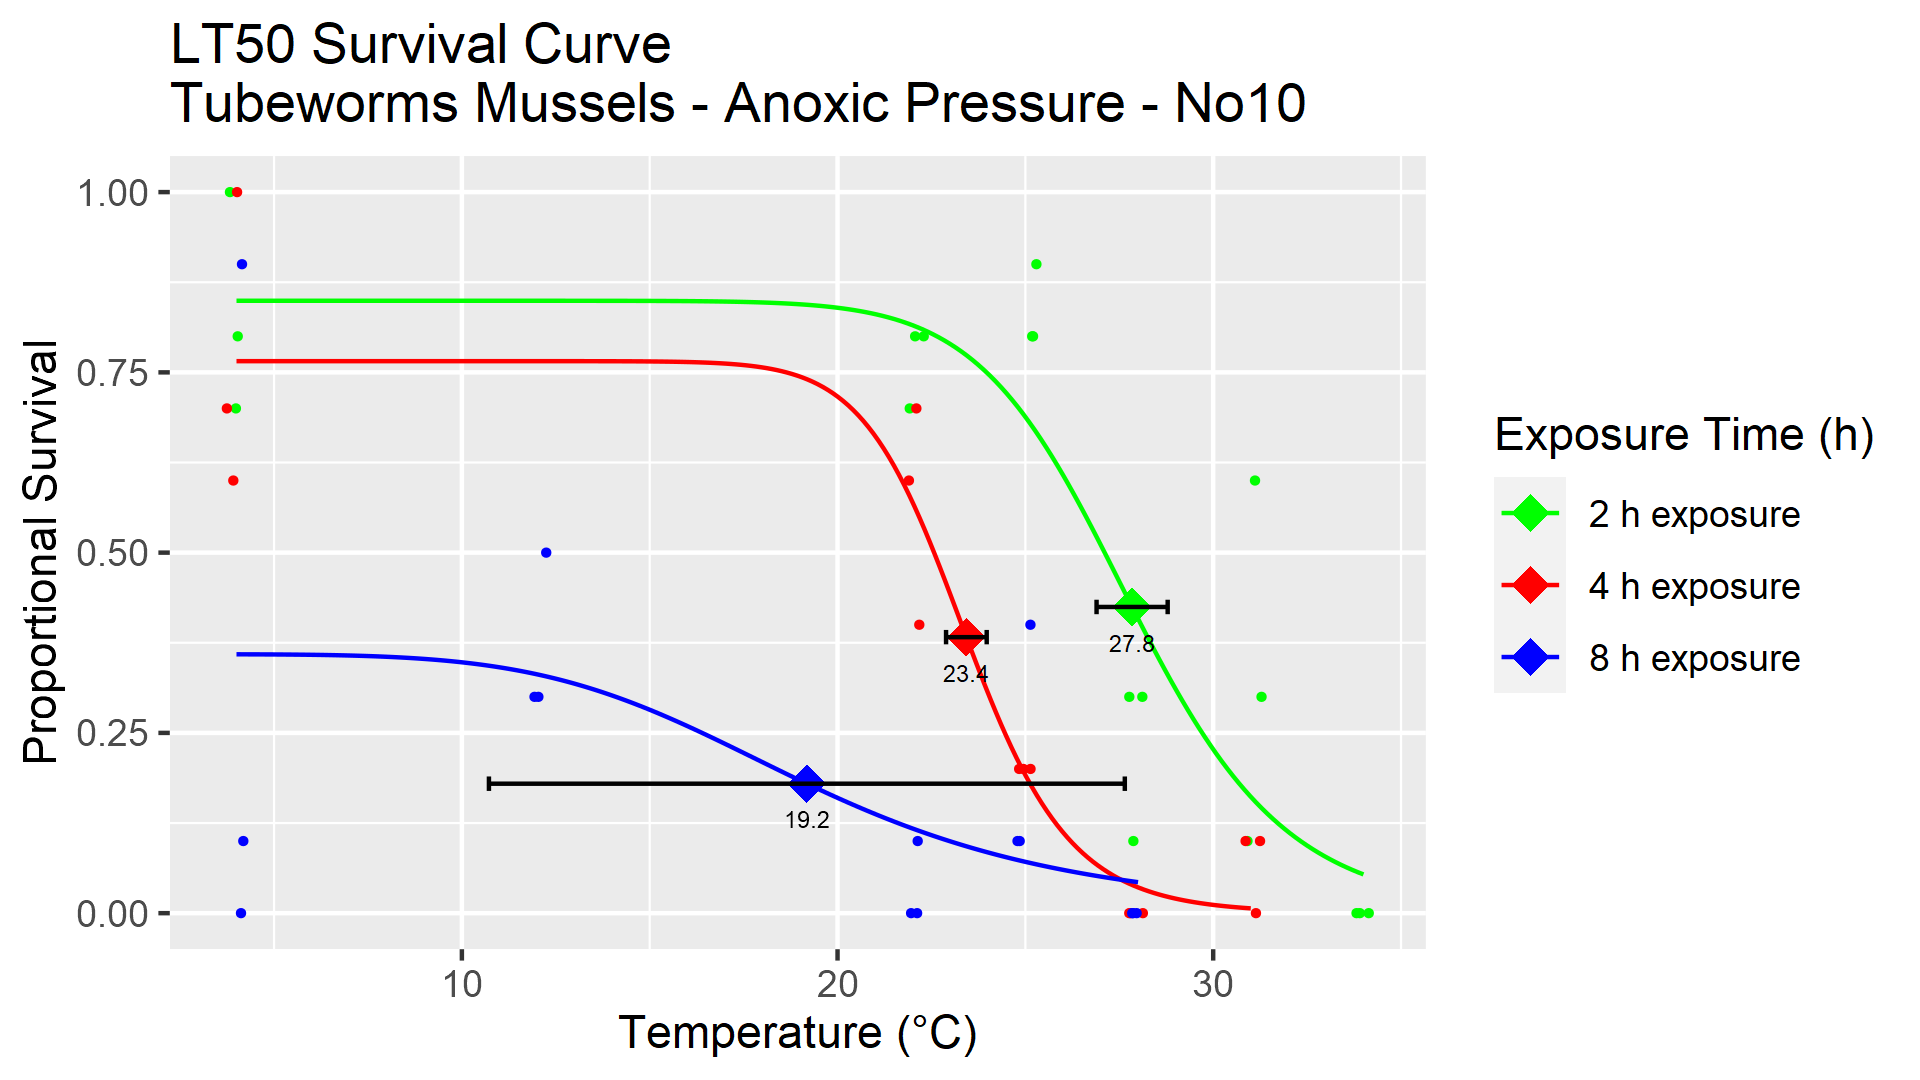 LT50 Survival Curve
Tubeworms Mussels - Anoxic Pressure - No10
Proportional Survival
1.00
0.75
0.50
0.25
0.00
27.8
23.4
19.2
10 20 30
Temperature (°C)
Exposure Time (h)
2 h exposure
4 h exposure
8 h exposure